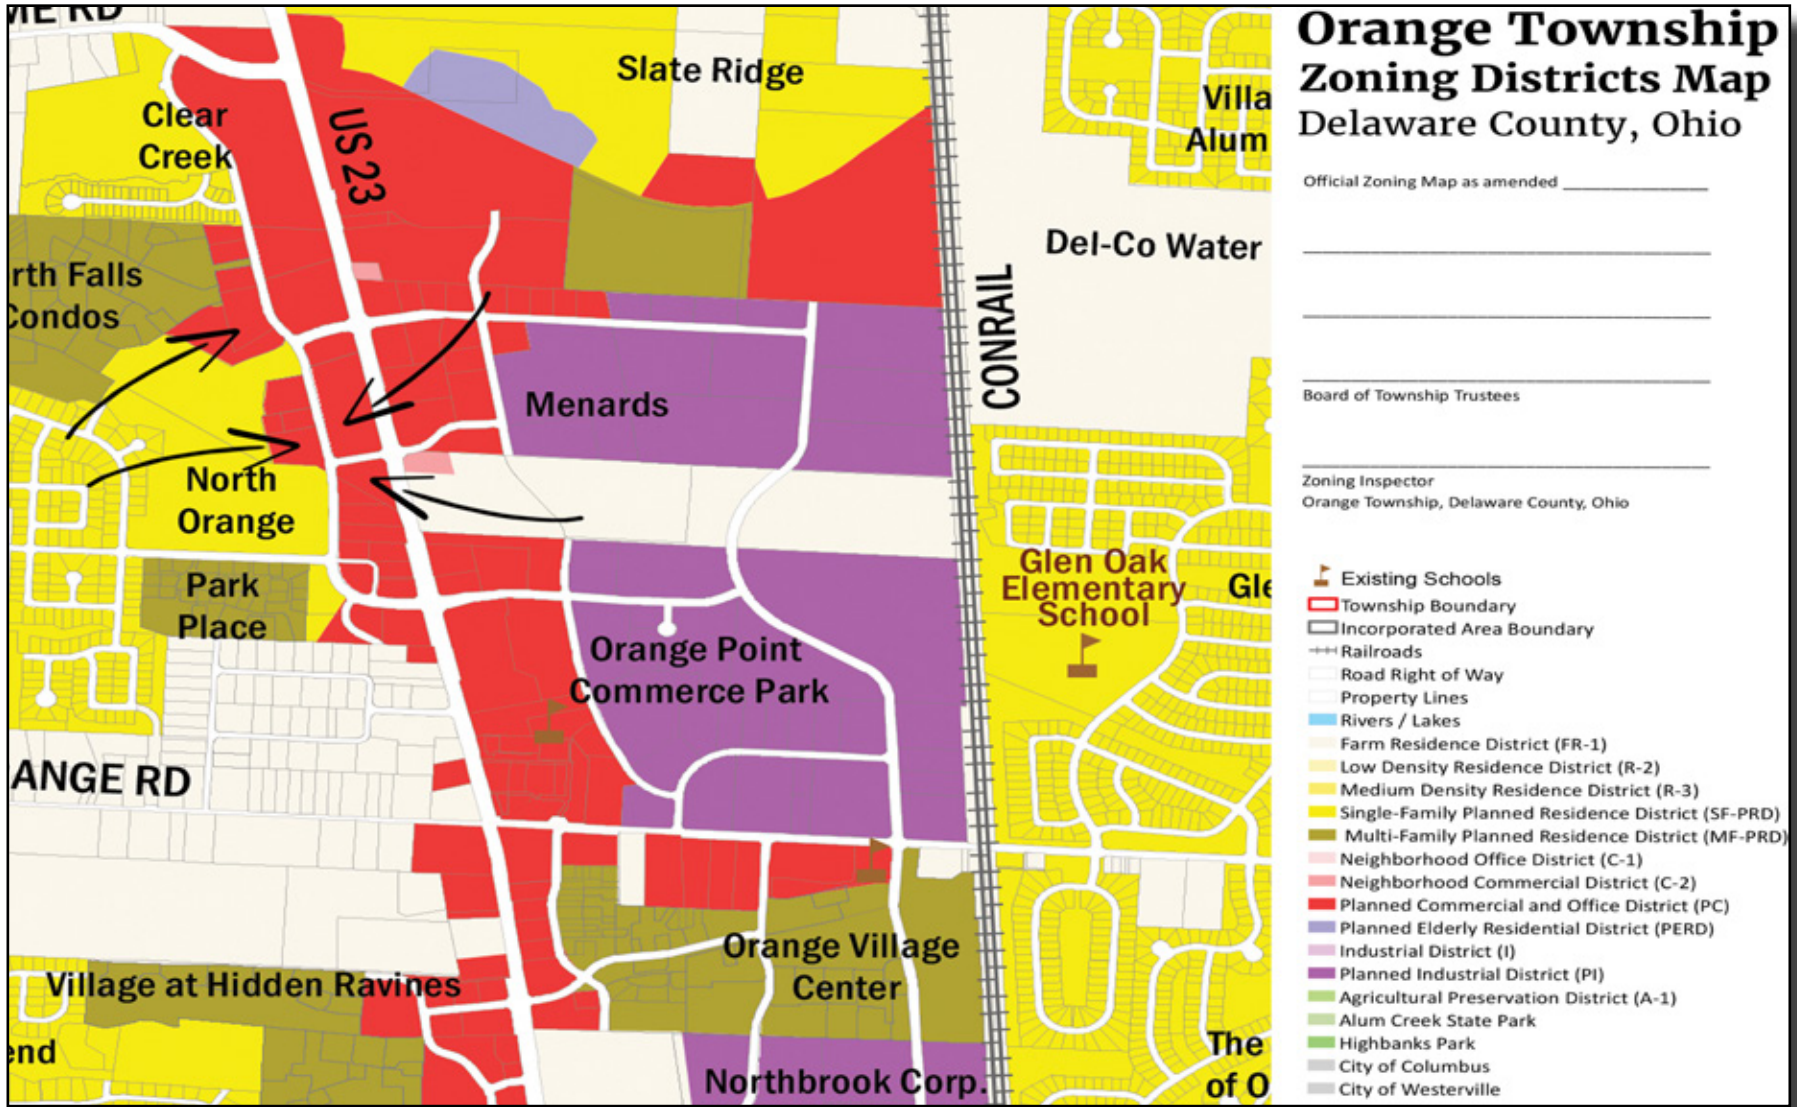 ME RD
Slate Ridge
Clear
Creek
US 23
Villa
Alum
Del-Co Water
rth Falls
Condos
CONRAIL
Menards
North
Orange
Park
Place
Glen Oak
Elementary
School
Gle
Orange Point
Commerce Park
ANGE RD
Orange Village
Center
Village at Hidden Ravines
end
Northbrook Corp.
The
of O
Orange Township
Zoning Districts Map
Delaware County, Ohio
Official Zoning Map as amended
Board of Township Trustees
Zoning Inspector
Orange Township, Delaware County, Ohio
Existing Schools
Township Boundary
Incorporated Area Boundary
Railroads
Road Right of Way
Property Lines
Rivers / Lakes
Farm Residence District (FR-1)
Low Density Residence District (R-2)
Medium Density Residence District (R-3)
Single-Family Planned Residence District (SF-PRD)
Multi-Family Planned Residence District (MF-PRD)
Neighborhood Office District (C-1)
Neighborhood Commercial District (C-2)
Planned Commercial and Office District (PC)
Planned Elderly Residential District (PERD)
Industrial District (I)
Planned Industrial District (PI)
Agricultural Preservation District (A-1)
Alum Creek State Park
Highbanks Park
City of Columbus
City of Westerville